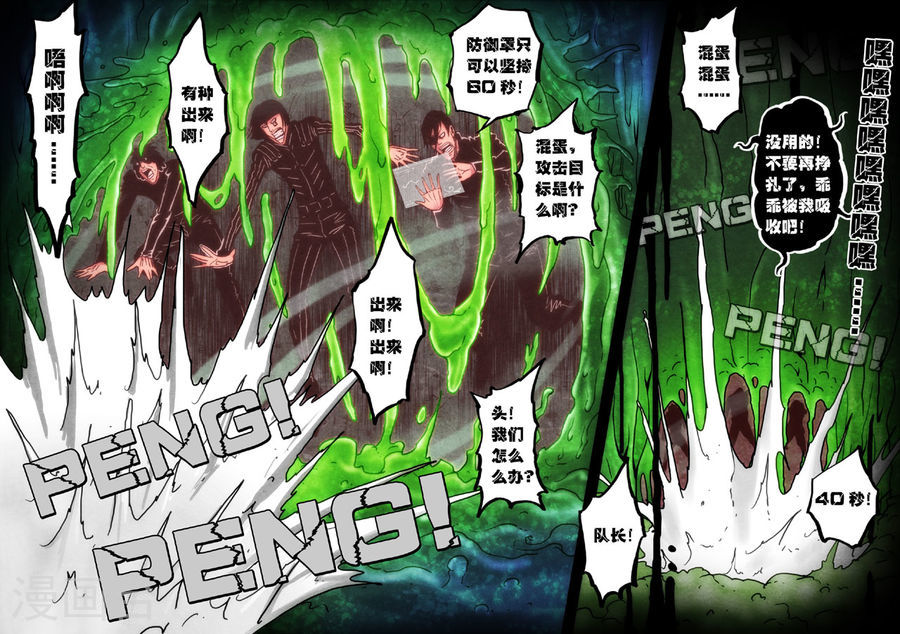 唔啊啊啊……
有种
出来
啊！
防御罩只
可以坚持
60秒！
混蛋，
攻击目
标是什
么啊？
出来
啊！
出来
啊！
头！
我们
怎么
么办？
PENG!
PENG!
混蛋
混蛋
……
没用的！
不要再挣
扎了，乖
乖被我吸
收吧！
嘿嘿嘿嘿嘿嘿嘿嘿……
PENG
PENG
PENG!
队长！
40秒！
漫画台